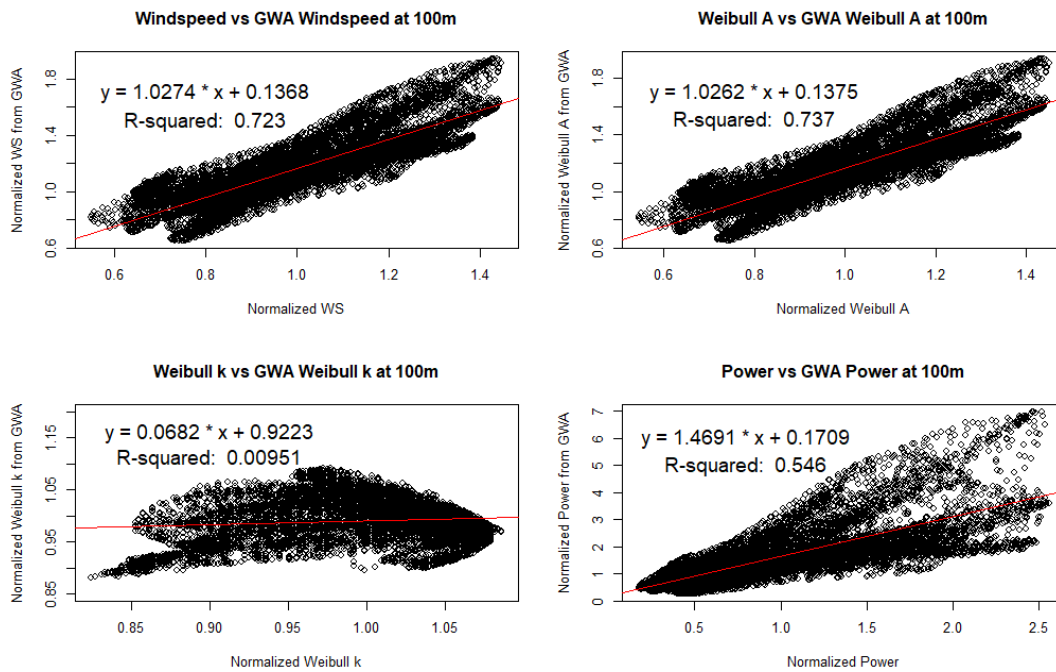 Windspeed vs GWA Windspeed at 100m
Normalized WS from GWA
0.6
1.0
1.4
1.8
y = 1.0274 * x + 0.1368
R-squared: 0.723
0.6
0.8
1.0
1.2
1.4
Normalized WS
Weibull A vs GWA Weibull A at 100m
Normalized Weibull A from GWA
0.6
1.0
1.4
1.8
y = 1.0262 * x + 0.1375
R-squared: 0.737
0.6
0.8
1.0
1.2
1.4
Normalized Weibull A
Weibull k vs GWA Weibull k at 100m
Normalized Weibull k from GWA
0.85
0.95
1.05
1.15
y = 0.0682 * x + 0.9223
R-squared: 0.00951
0.85
0.90
0.95
1.00
1.05
Normalized Weibull k
Power vs GWA Power at 100m
Normalized Power from GWA
0
1
2
3
4
5
6
7
y = 1.4691 * x + 0.1709
R-squared: 0.546
0.5
1.0
1.5
2.0
2.5
Normalized Power